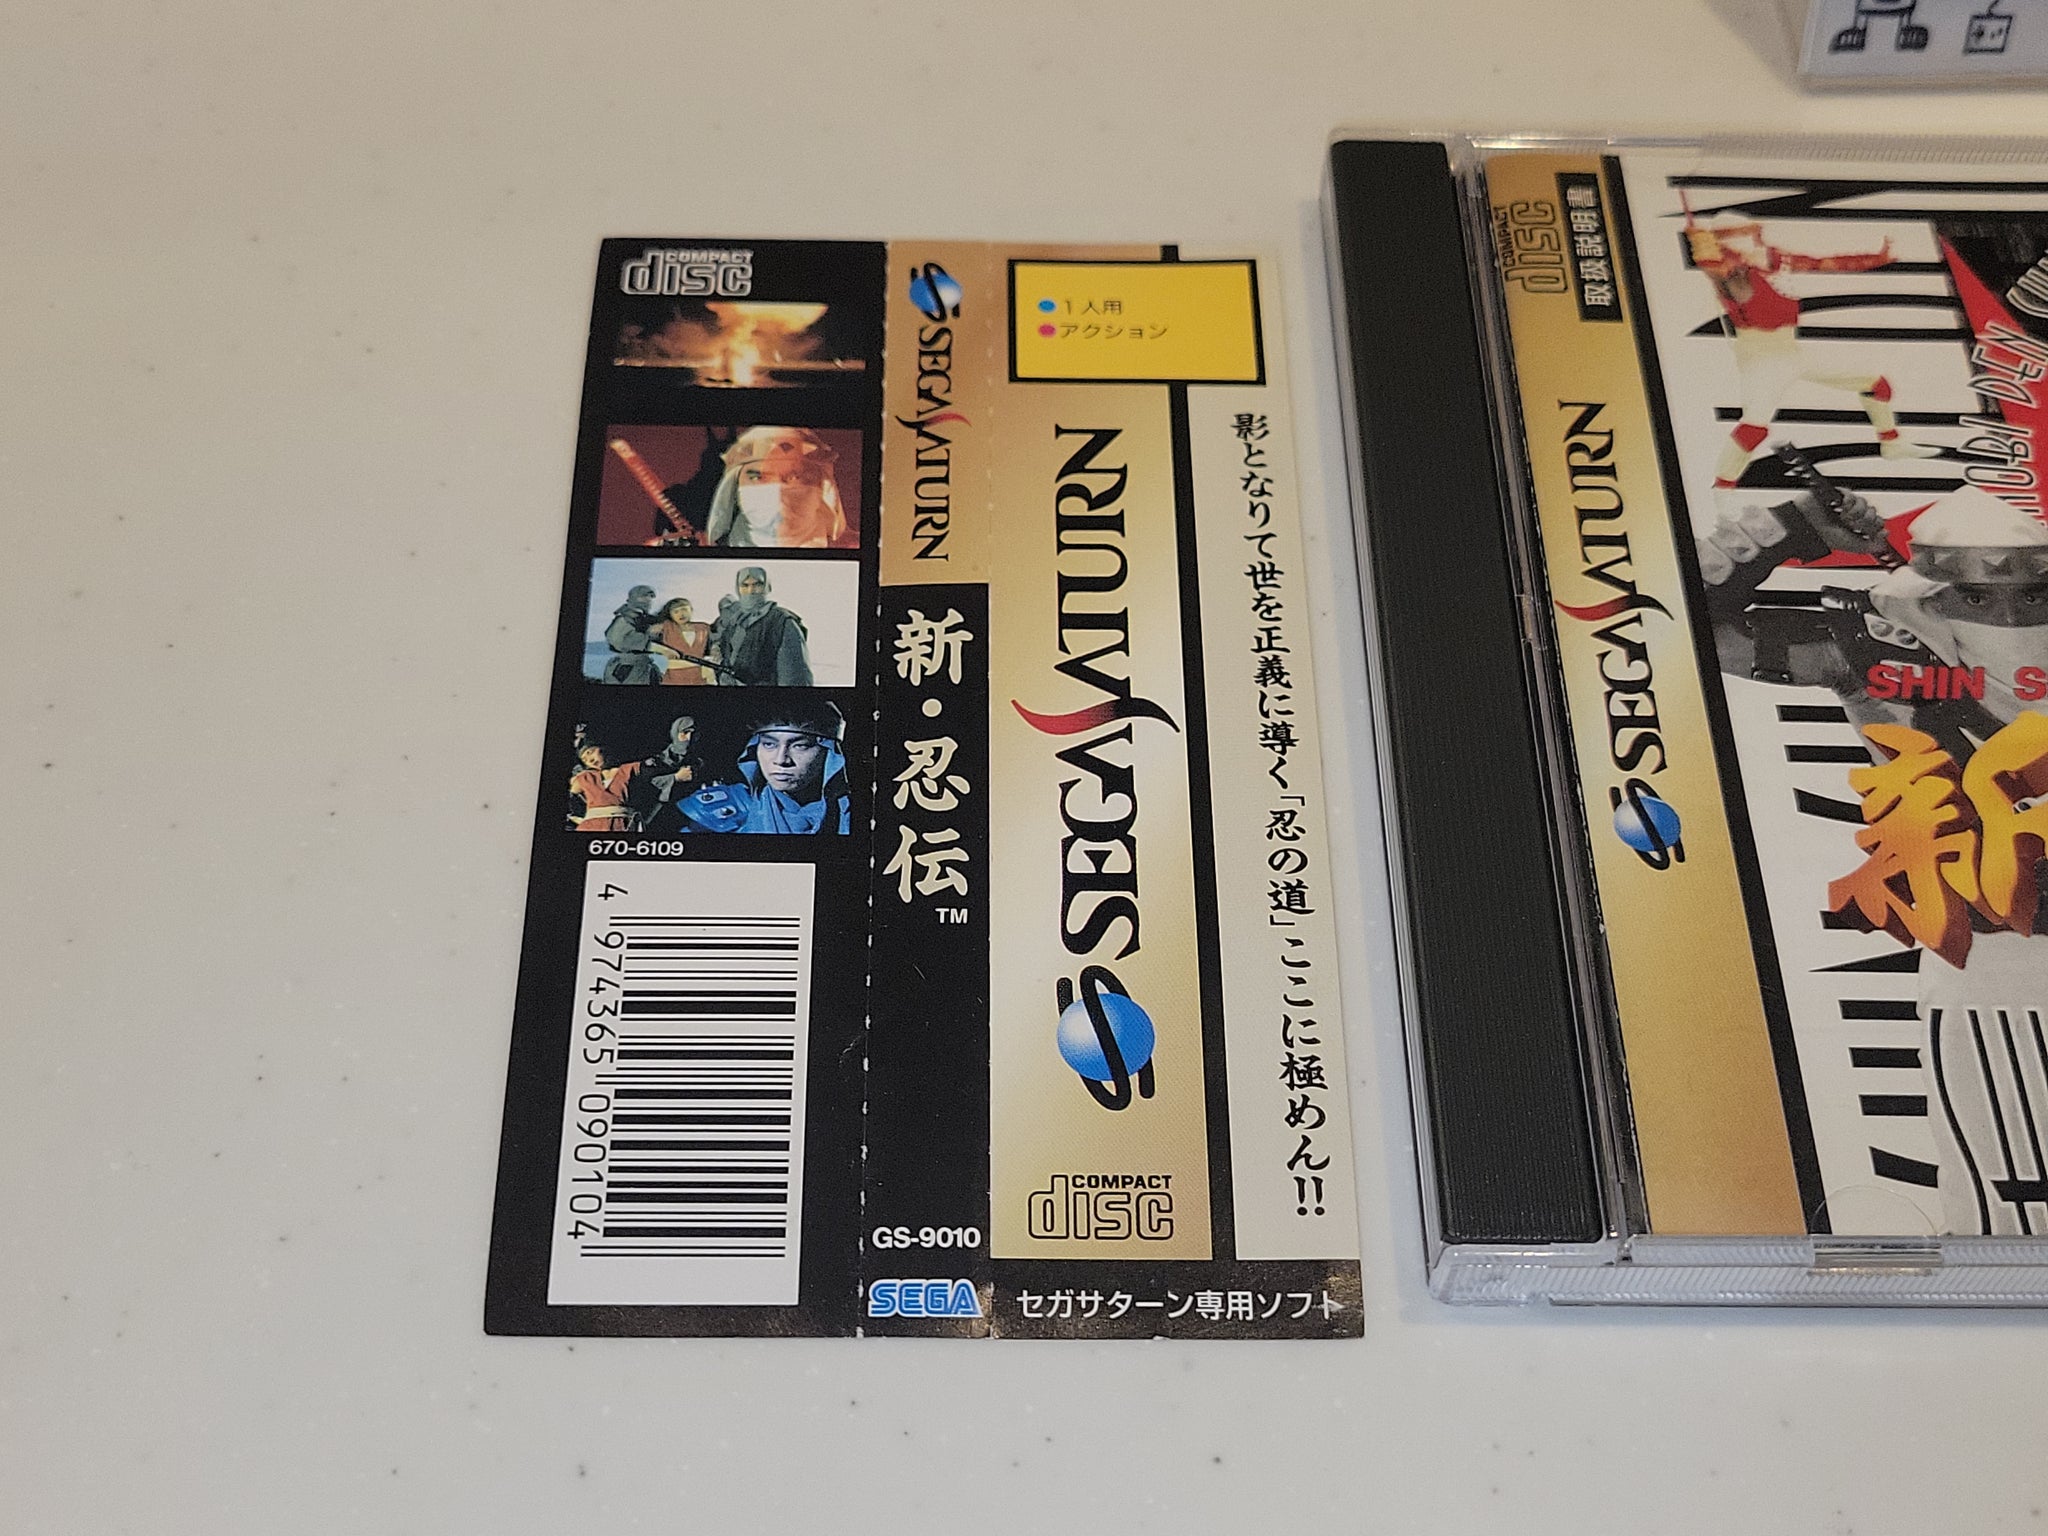 COMPACT
disc
670-6109
4 974365 090104
SEGA SATURN
新・忍伝
TM
GS-9010
SEGA
●1人用
●アクション
SEGA SATURN
COMPACT
disc
影となりて世を正義に導く「忍の道」ここに極めん!!
セガサターン専用ソフト
COMPACT
disc
取扱説明書
SEGA SATURN
SHIN S
新